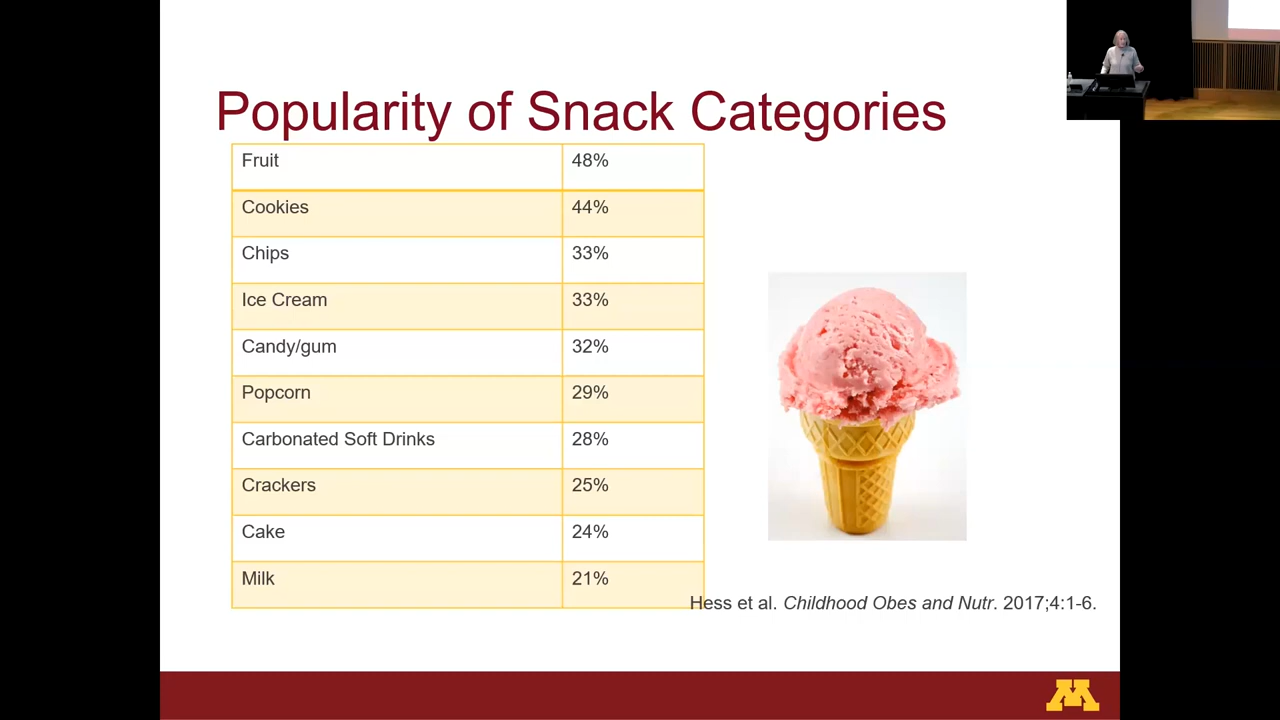 Popularity of Snack Categories
Fruit 48%
Cookies 44%
Chips 33%
Ice Cream 33%
Candy/gum 32%
Popcorn 29%
Carbonated Soft Drinks 28%
Crackers 25%
Cake 24%
Milk 21%
Hess et al. Childhood Obes and Nutr. 2017;4:1-6.
M